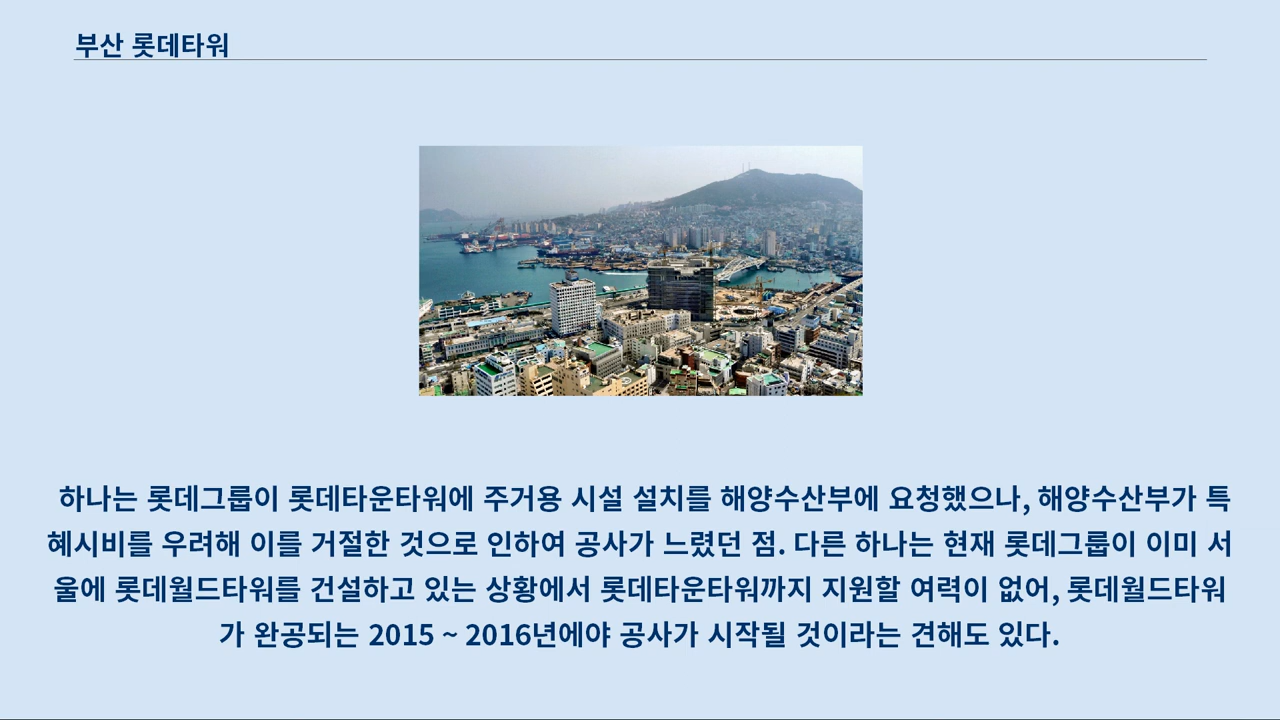 부산 롯데타워
하나는 롯데그룹이 롯데타운타워에 주거용 시설 설치를 해양수산부에 요청했으나, 해양수산부가 특
혜시비를 우려해 이를 거절한 것으로 인하여 공사가 느렸던 점. 다른 하나는 현재 롯데그룹이 이미 서
울에 롯데월드타워를 건설하고 있는 상황에서 롯데타운타워까지 지원할 여력이 없어, 롯데월드타워
가 완공되는 2015 ~ 2016년에야 공사가 시작될 것이라는 견해도 있다.